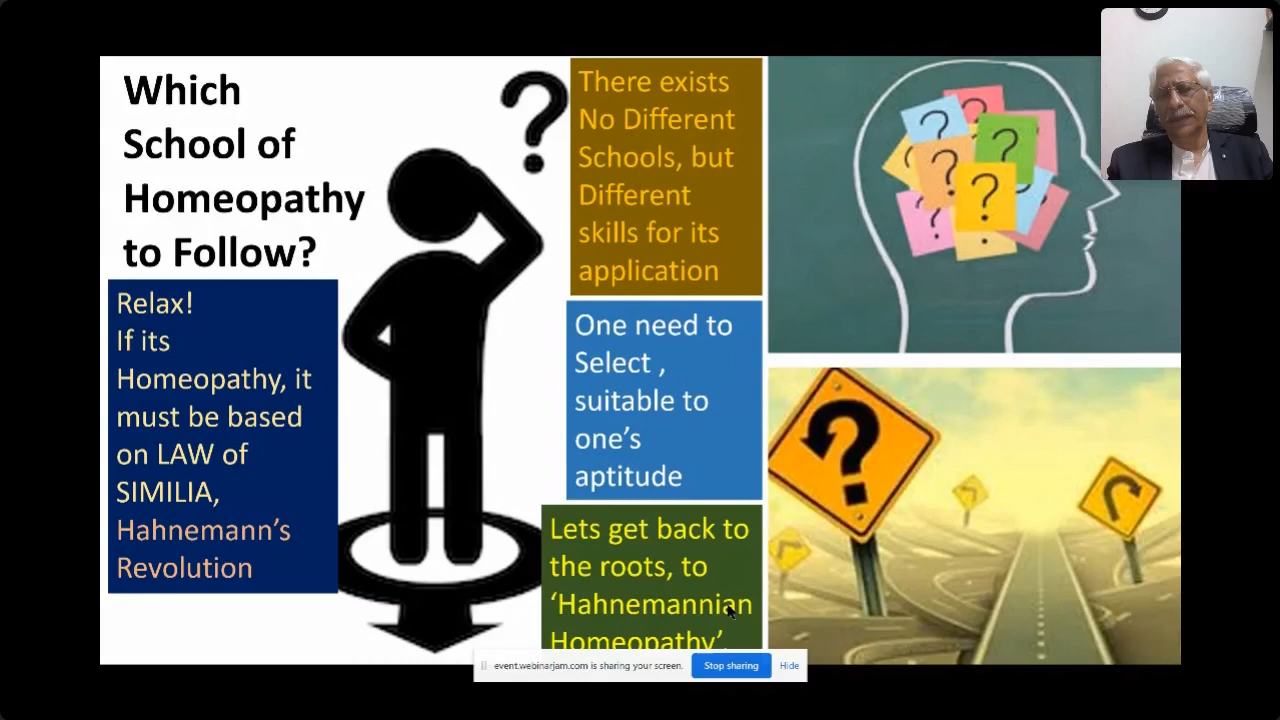 Which
School of
Homeopathy
to Follow?
Relax!
If its
Homeopathy, it
must be based
on LAW of
SIMILIA,
Hahnemann's
Revolution
?
There exists
No Different
Schools, but
Different
skills for its
application
One need to
Select ,
suitable to
one's
aptitude
Lets get back to
the roots, to
‘Hahnemannian
Homeopathy’.
event.webinarjam.com is sharing your screen.
Stop sharing
Hide